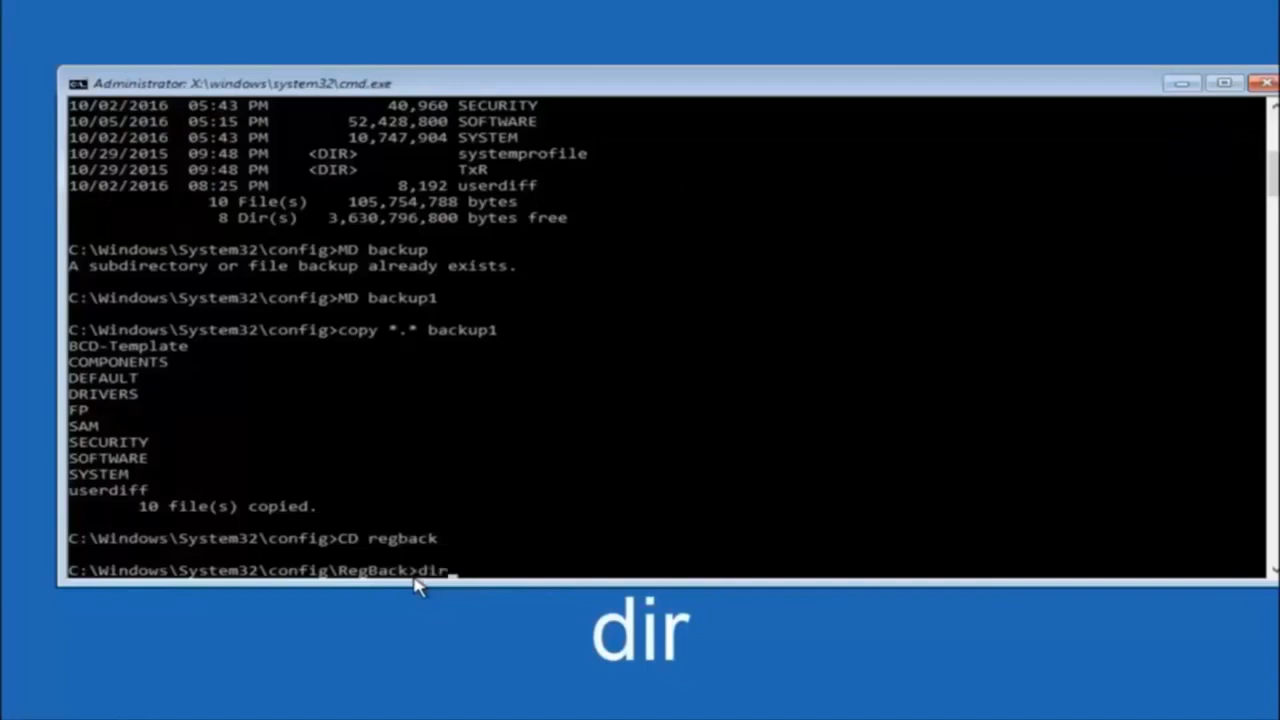 Administrator: X:\windows\system32\cmd.exe
10/02/2016 05:43 PM 40,960 SECURITY
10/05/2016 05:15 PM 52,428,800 SOFTWARE
10/02/2016 05:43 PM 10,747,904 SYSTEM
10/29/2015 09:48 PM <DIR> systemprofile
10/29/2015 09:48 PM <DIR> TxR
10/02/2016 08:25 PM 8,192 userdiff
10 File(s) 105,754,788 bytes
8 Dir(s) 3,630,796,800 bytes free
C:\Windows\System32\config>MD backup
A subdirectory or file backup already exists.
C:\Windows\System32\config>MD backup1
C:\Windows\System32\config>copy *.* backup1
BCD-Template
COMPONENTS
DEFAULT
DRIVERS
FP
SAM
SECURITY
SOFTWARE
SYSTEM
userdiff
10 file(s) copied.
C:\Windows\System32\config>CD regback
C:\Windows\System32\config\RegBack>dir_
dir